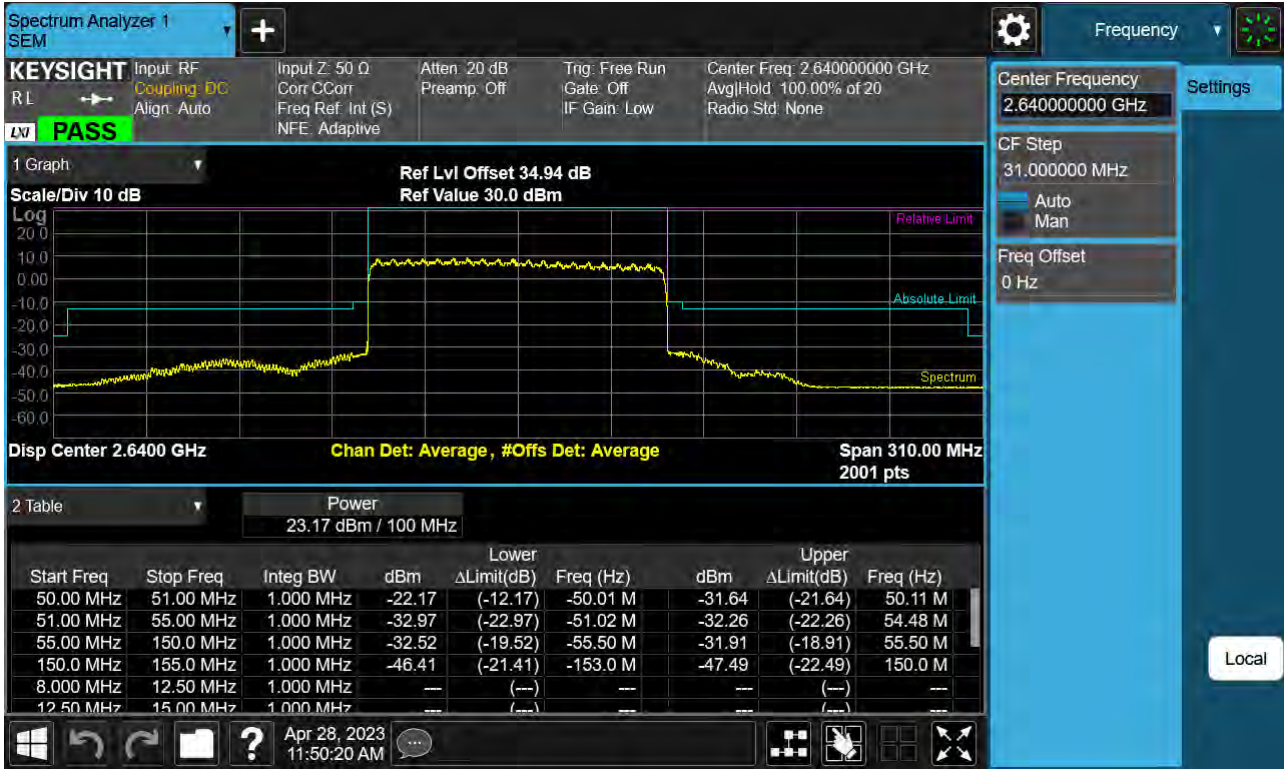 Spectrum Analyzer 1
SEM
Frequency
KEYSIGHT
RL
LXI PASS
Input: RF
Coupling: DC
Align: Auto
Input Z: 50 Ω
Corr CCorr
Freq Ref: Int (S)
NFE: Adaptive
Atten: 20 dB
Preamp: Off
Trig: Free Run
Gate: Off
IF Gain: Low
Center Freq: 2.640000000 GHz
Avg|Hold: 100.00% of 20
Radio Std: None
Center Frequency
2.640000000 GHz
Settings
CF Step
31.000000 MHz
Auto
Man
Freq Offset
0 Hz
Local
1 Graph
Ref Lvl Offset 34.94 dB
Scale/Div 10 dB
Ref Value 30.0 dBm
Log
20.0
10.0
0.00
-10.0
-20.0
-30.0
-40.0
-50.0
-60.0
Relative Limit
Absolute Limit
Spectrum
Disp Center 2.6400 GHz
Chan Det: Average , #Offs Det: Average
Span 310.00 MHz
2001 pts
2 Table
Power
23.17 dBm / 100 MHz
Lower Upper
Start Freq Stop Freq Integ BW dBm ΔLimit(dB) Freq (Hz) dBm ΔLimit(dB) Freq (Hz)
50.00 MHz 51.00 MHz 1.000 MHz -22.17 (-12.17) -50.01 M -31.64 (-21.64) 50.11 M
51.00 MHz 55.00 MHz 1.000 MHz -32.97 (-22.97) -51.02 M -32.26 (-22.26) 54.48 M
55.00 MHz 150.0 MHz 1.000 MHz -32.52 (-19.52) -55.50 M -31.91 (-18.91) 55.50 M
150.0 MHz 155.0 MHz 1.000 MHz -46.41 (-21.41) -153.0 M -47.49 (-22.49) 150.0 M
8.000 MHz 12.50 MHz 1.000 MHz --- (---) --- --- (---) ---
12.50 MHz 15.00 MHz 1.000 MHz --- (---) --- --- (---) ---
Apr 28, 2023
11:50:20 AM